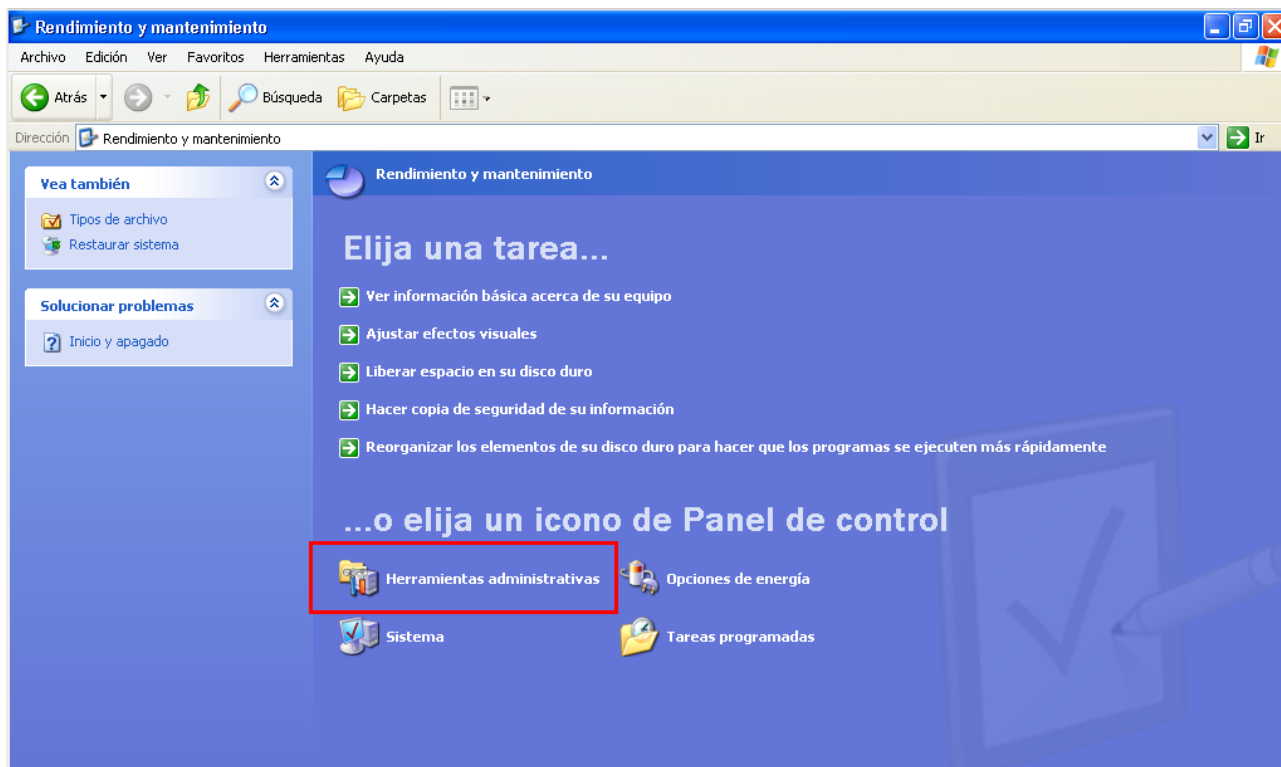 Rendimiento y mantenimiento
Archivo Edición Ver Favoritos Herramientas Ayuda
Atrás Búsqueda Carpetas
Dirección Rendimiento y mantenimiento Ir
Vea también
Tipos de archivo
Restaurar sistema
Solucionar problemas
Inicio y apagado
Rendimiento y mantenimiento
Elija una tarea...
Ver información básica acerca de su equipo
Ajustar efectos visuales
Liberar espacio en su disco duro
Hacer copia de seguridad de su información
Reorganizar los elementos de su disco duro para hacer que los programas se ejecuten más rápidamente
...o elija un icono de Panel de control
Herramientas administrativas Opciones de energía
Sistema Tareas programadas